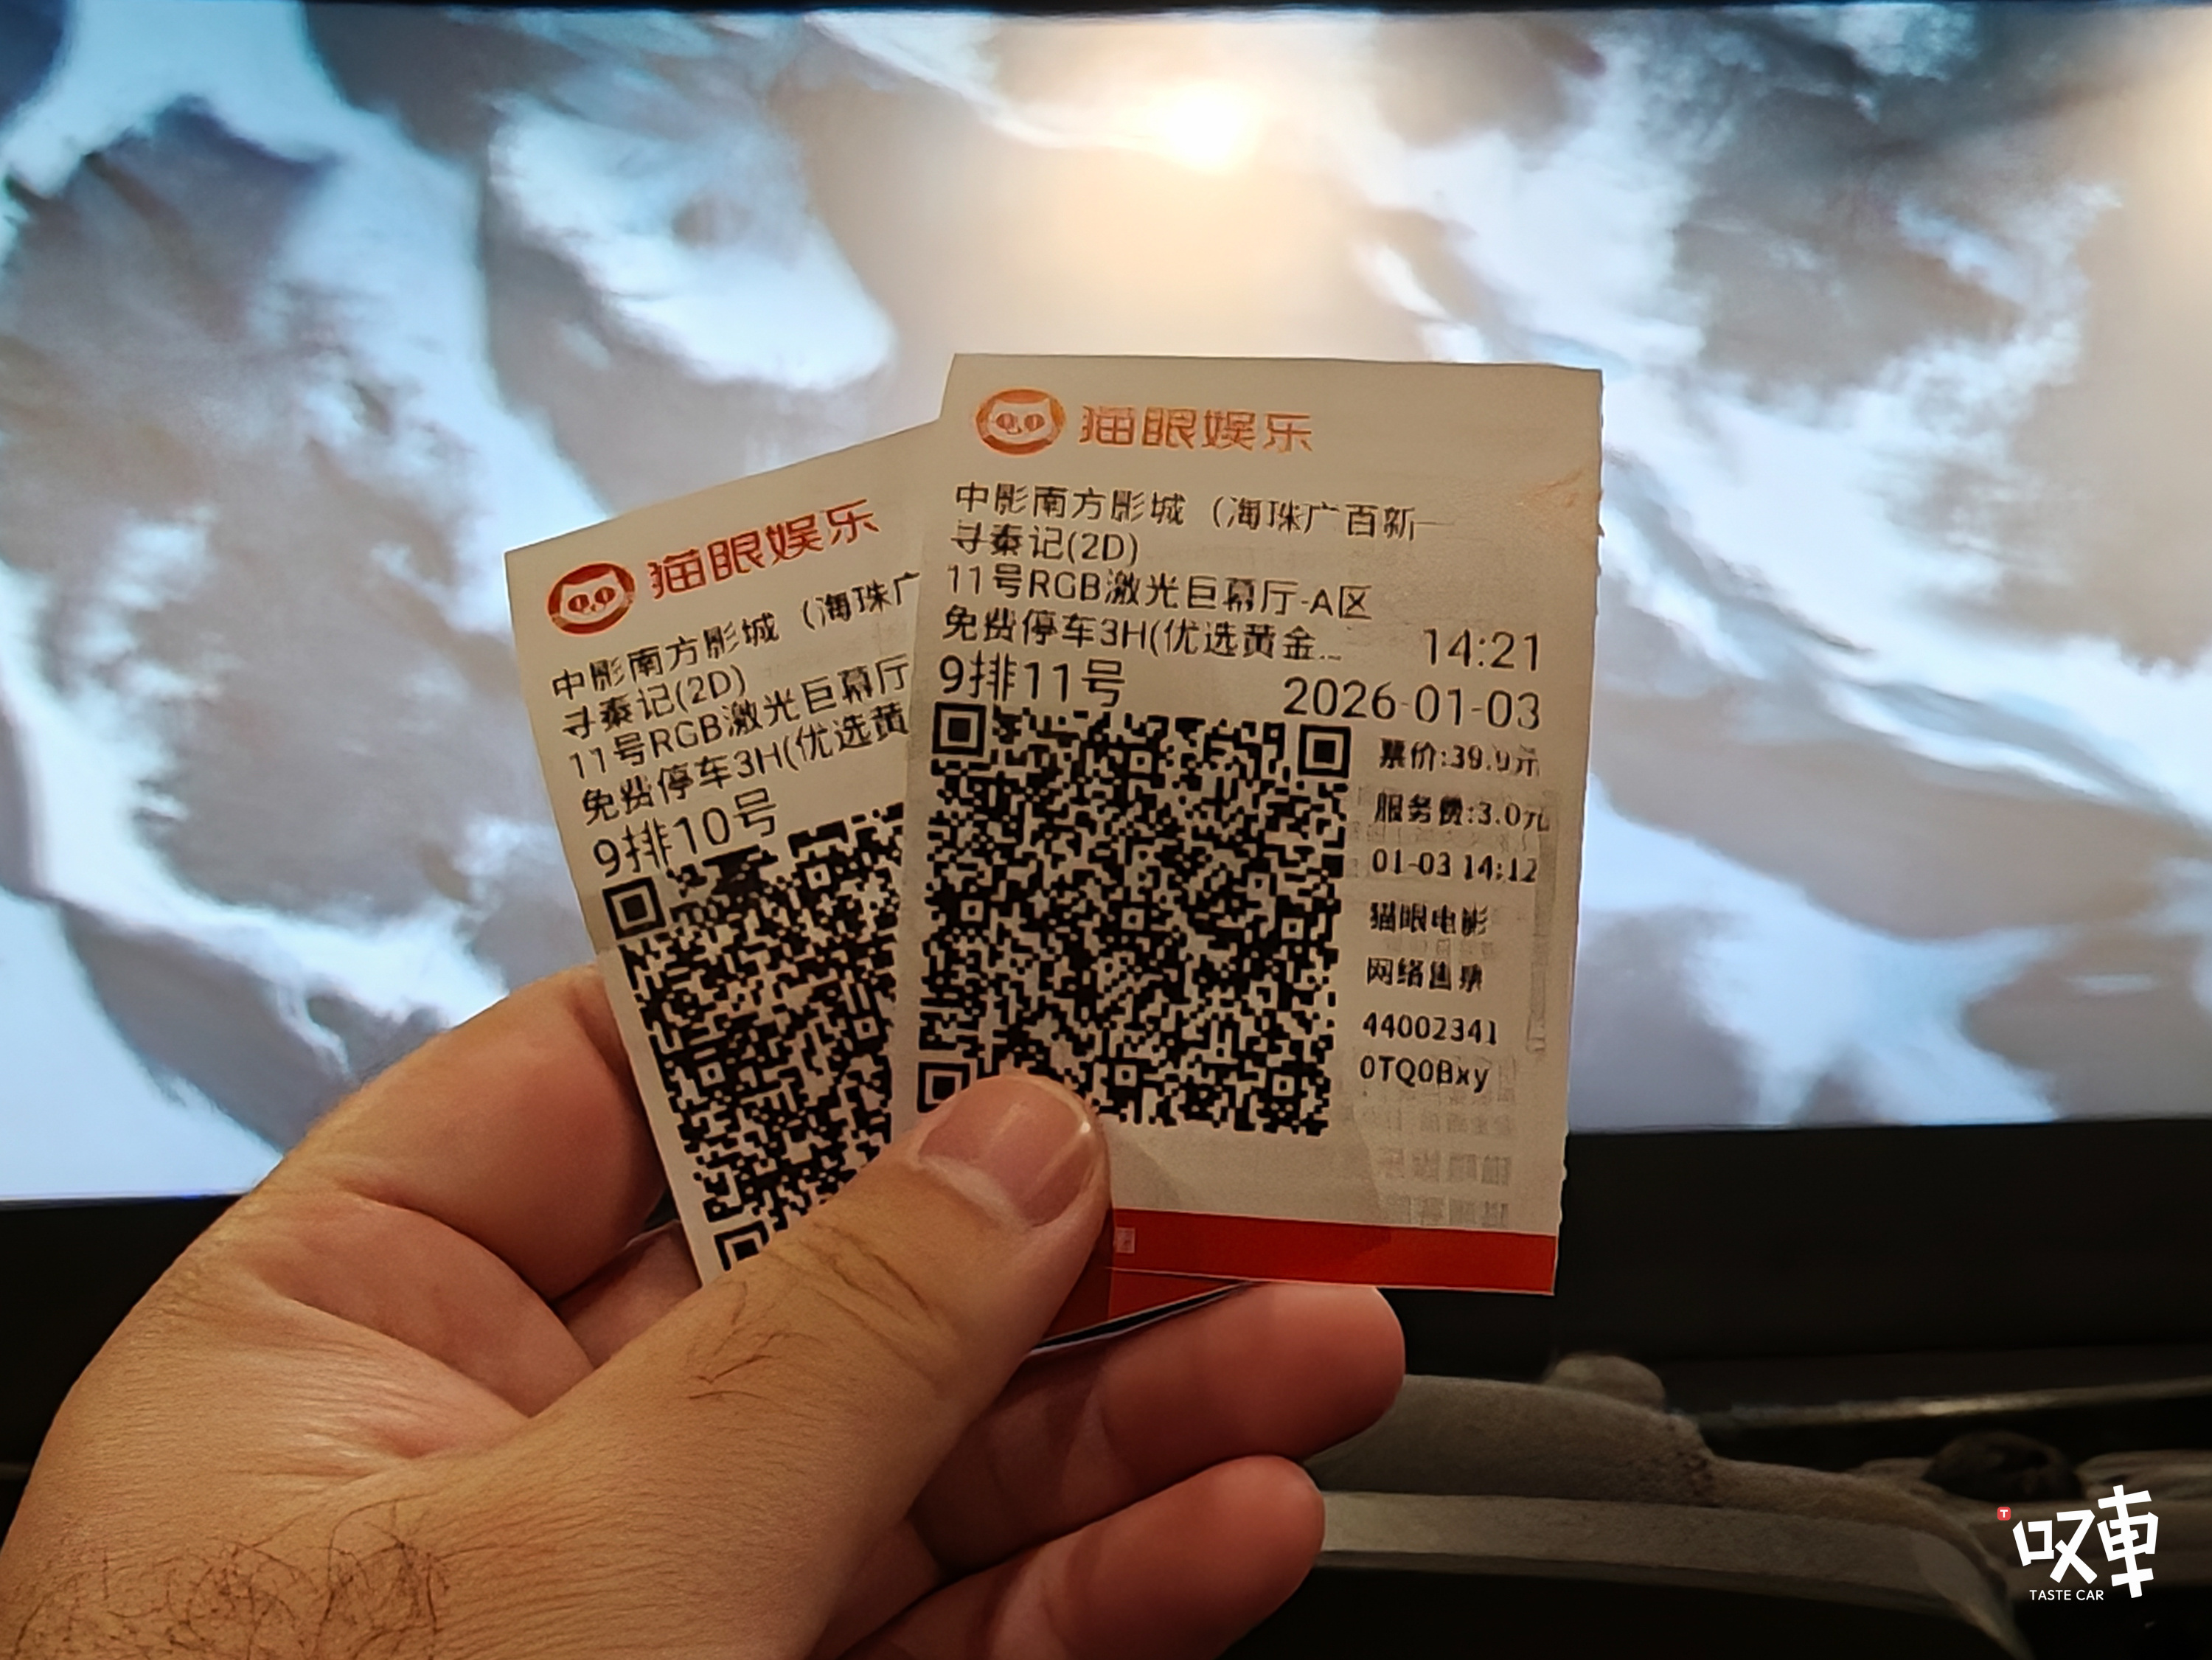 猫眼娱乐
中影南方影城（海珠广
寻秦记(2D)
11号RGB激光巨幕厅
免费停车3H(优选黄
9排10号
猫眼娱乐
中影南方影城（海珠广百新一
寻秦记(2D)
11号RGB激光巨幕厅-A区
免费停车3H(优选黄金... 14:21
9排11号 2026-01-03
票价:39.9元
服务费:3.0元
01-03 14:12
猫眼电影
网络售票
44002341
0TQ0Bxy
T
叹車
TASTE CAR